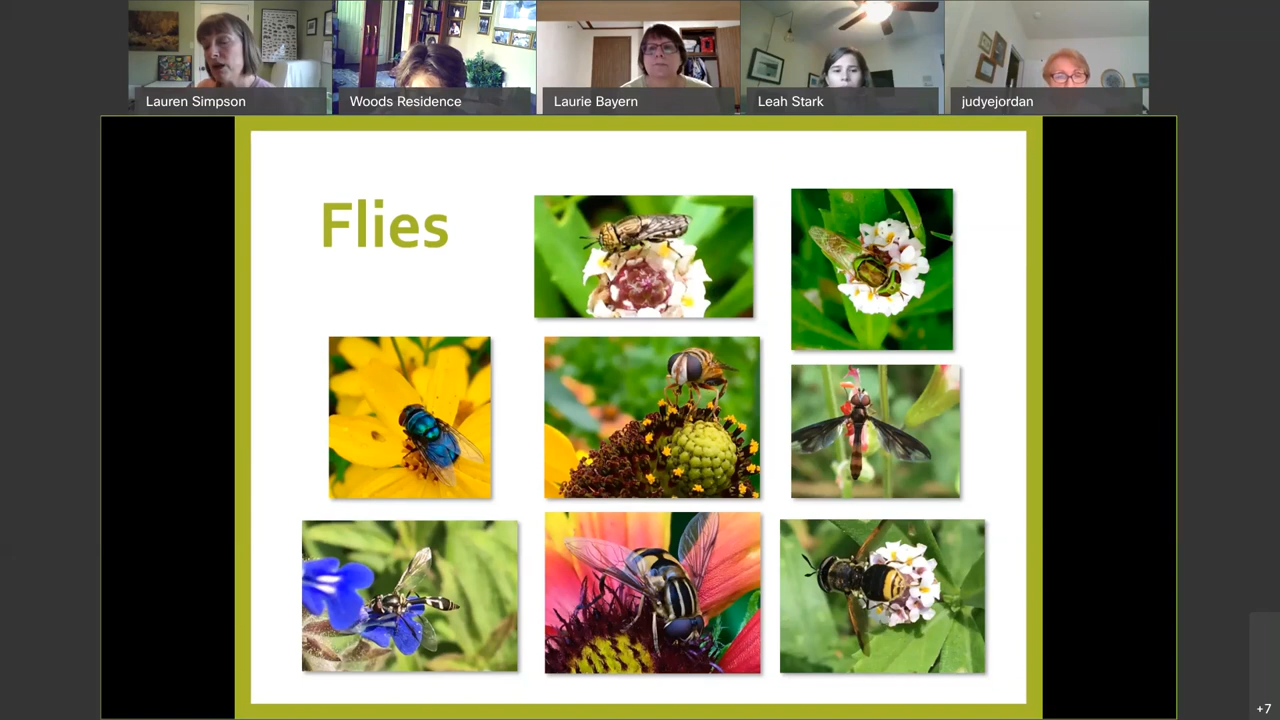 Lauren Simpson
Woods Residence
Laurie Bayern
Leah Stark
judyejordan
Flies
+7